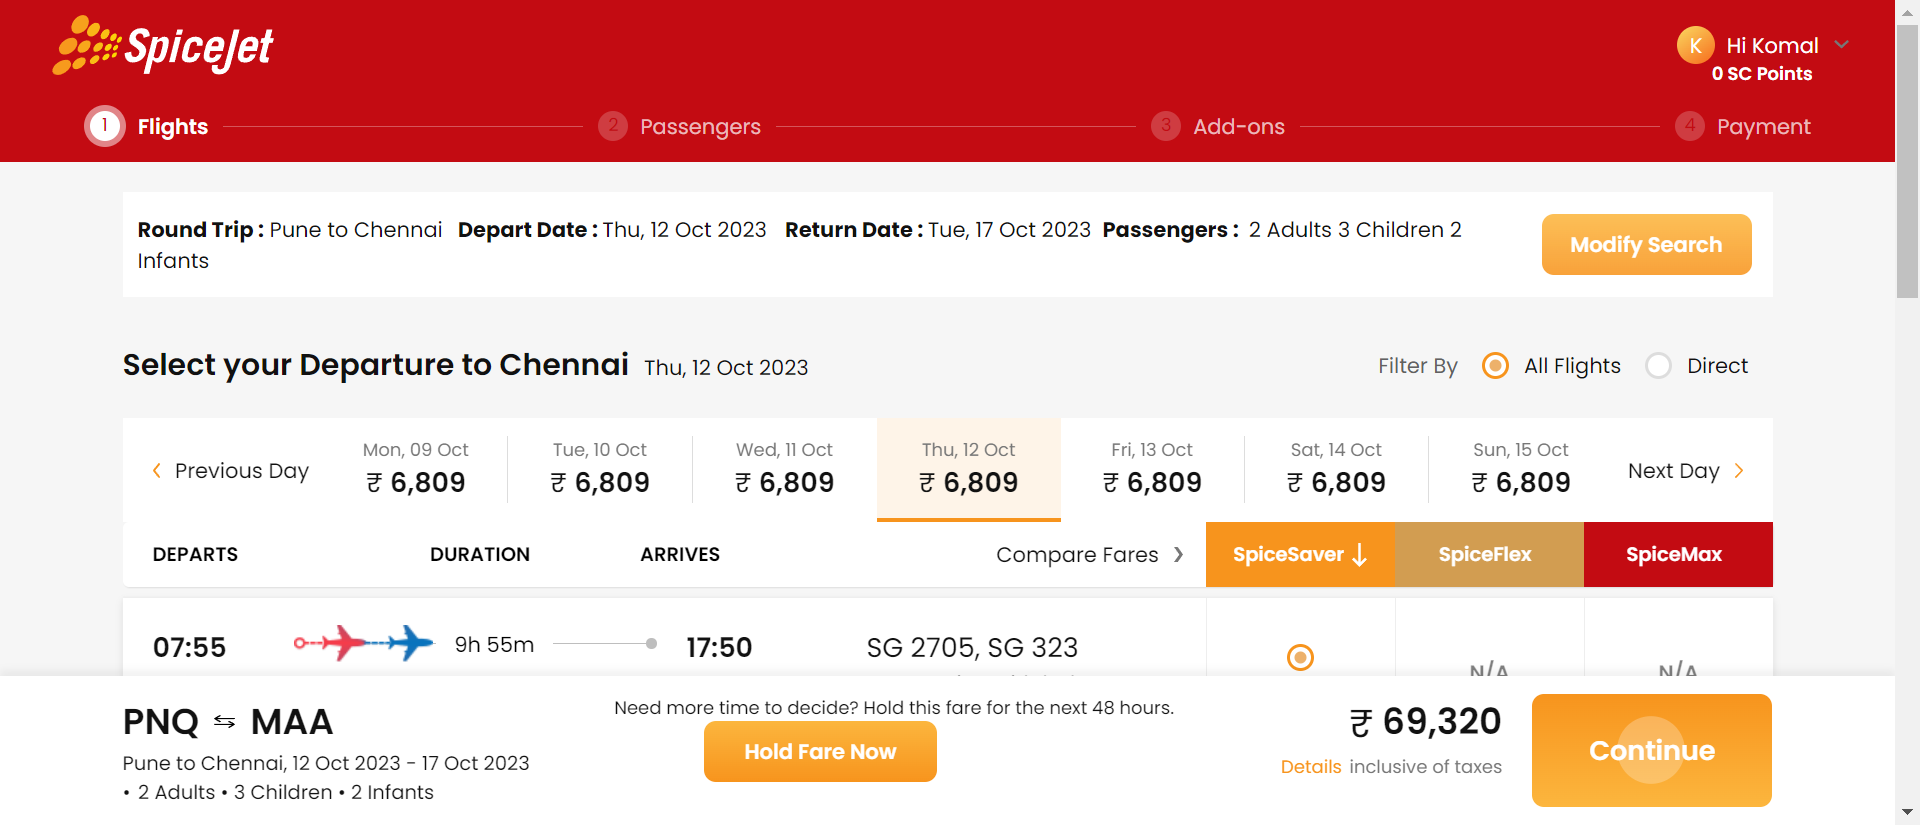 SpiceJet
K Hi Komal
0 SC Points
1 Flights 2 Passengers 3 Add-ons 4 Payment
Round Trip : Pune to Chennai Depart Date : Thu, 12 Oct 2023 Return Date : Tue, 17 Oct 2023 Passengers : 2 Adults 3 Children 2
Infants
Modify Search
Select your Departure to Chennai Thu, 12 Oct 2023 Filter By All Flights Direct
Mon, 09 Oct Tue, 10 Oct Wed, 11 Oct Thu, 12 Oct Fri, 13 Oct Sat, 14 Oct Sun, 15 Oct
Previous Day ₹ 6,809 ₹ 6,809 ₹ 6,809 ₹ 6,809 ₹ 6,809 ₹ 6,809 ₹ 6,809 Next Day
DEPARTS DURATION ARRIVES Compare Fares SpiceSaver ↓ SpiceFlex SpiceMax
07:55 9h 55m 17:50 SG 2705, SG 323
N/A N/A
PNQ ⇆ MAA
Pune to Chennai, 12 Oct 2023 - 17 Oct 2023
• 2 Adults • 3 Children • 2 Infants
Need more time to decide? Hold this fare for the next 48 hours.
Hold Fare Now
₹ 69,320
Details inclusive of taxes
Continue